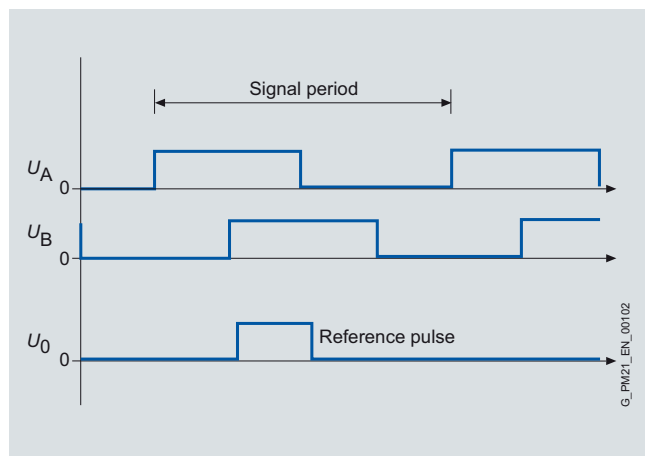 Signal period
UA
0
UB
0
U0
0
Reference pulse
G_PM21_EN_00102